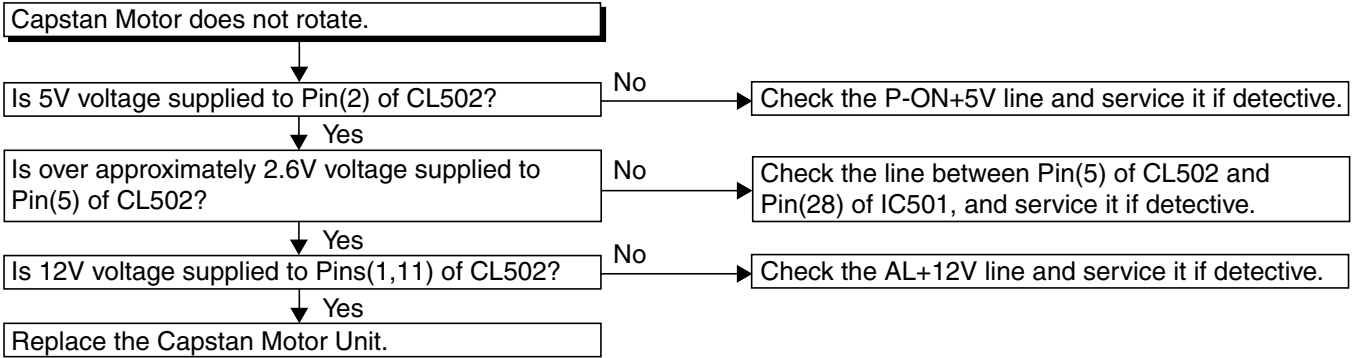 Capstan Motor does not rotate.
Is 5V voltage supplied to Pin(2) of CL502?
No
Check the P-ON+5V line and service it if detective.
Yes
Is over approximately 2.6V voltage supplied to
Pin(5) of CL502?
No
Check the line between Pin(5) of CL502 and
Pin(28) of IC501, and service it if detective.
Yes
Is 12V voltage supplied to Pins(1,11) of CL502?
No
Check the AL+12V line and service it if detective.
Yes
Replace the Capstan Motor Unit.